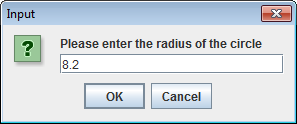 Input
?
Please enter the radius of the circle
8.2
OK
Cancel